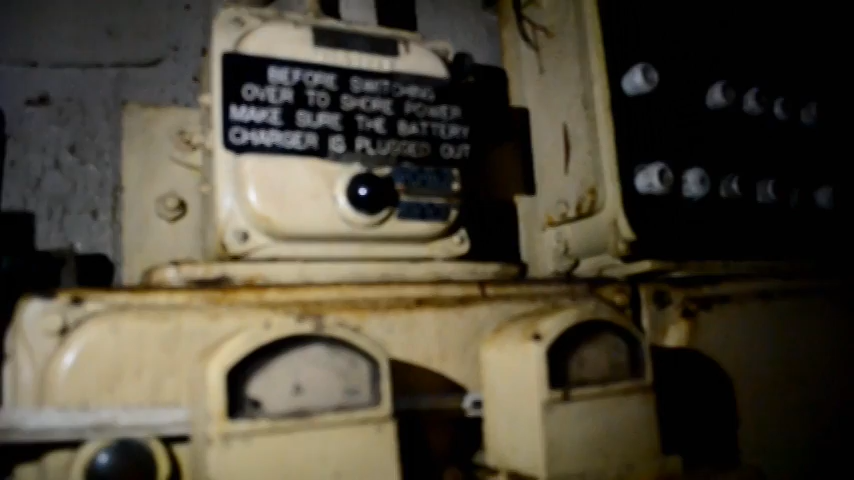 BEFORE SWITCHING
OVER TO SHORE POWER
MAKE SURE THE BATTERY
CHARGER IS PLUGGED OUT